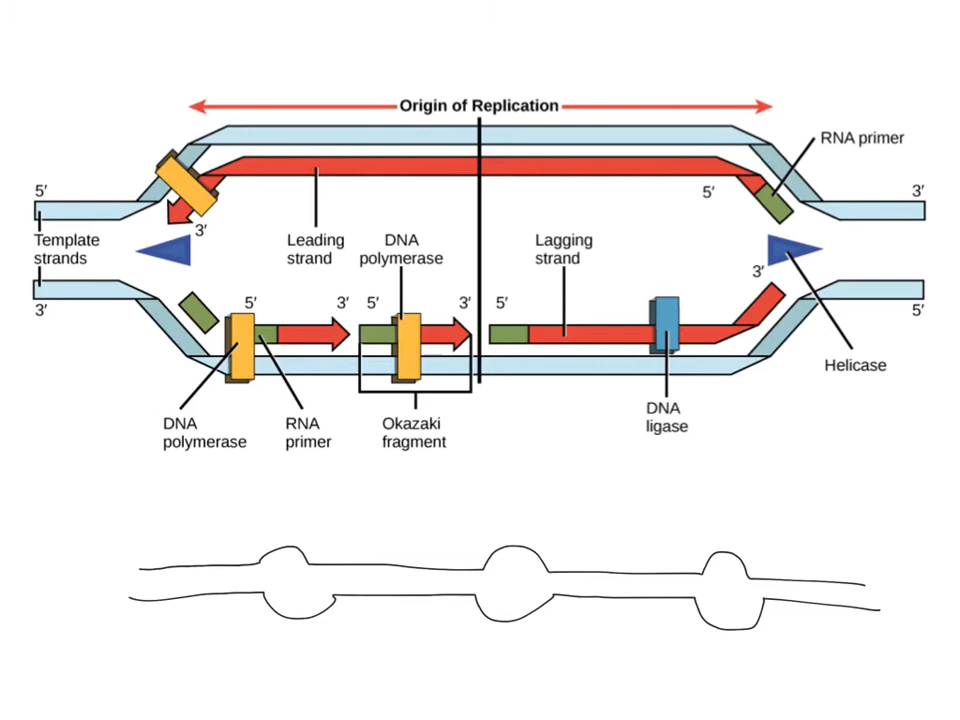 Origin of Replication
RNA primer
5′
3′
5′
3′
Template
strands
Leading
strand
DNA
polymerase
Lagging
strand
3′
3′
5′
5′
3′
5′
3′
5′
5′
Helicase
DNA
polymerase
RNA
primer
Okazaki
fragment
DNA
ligase